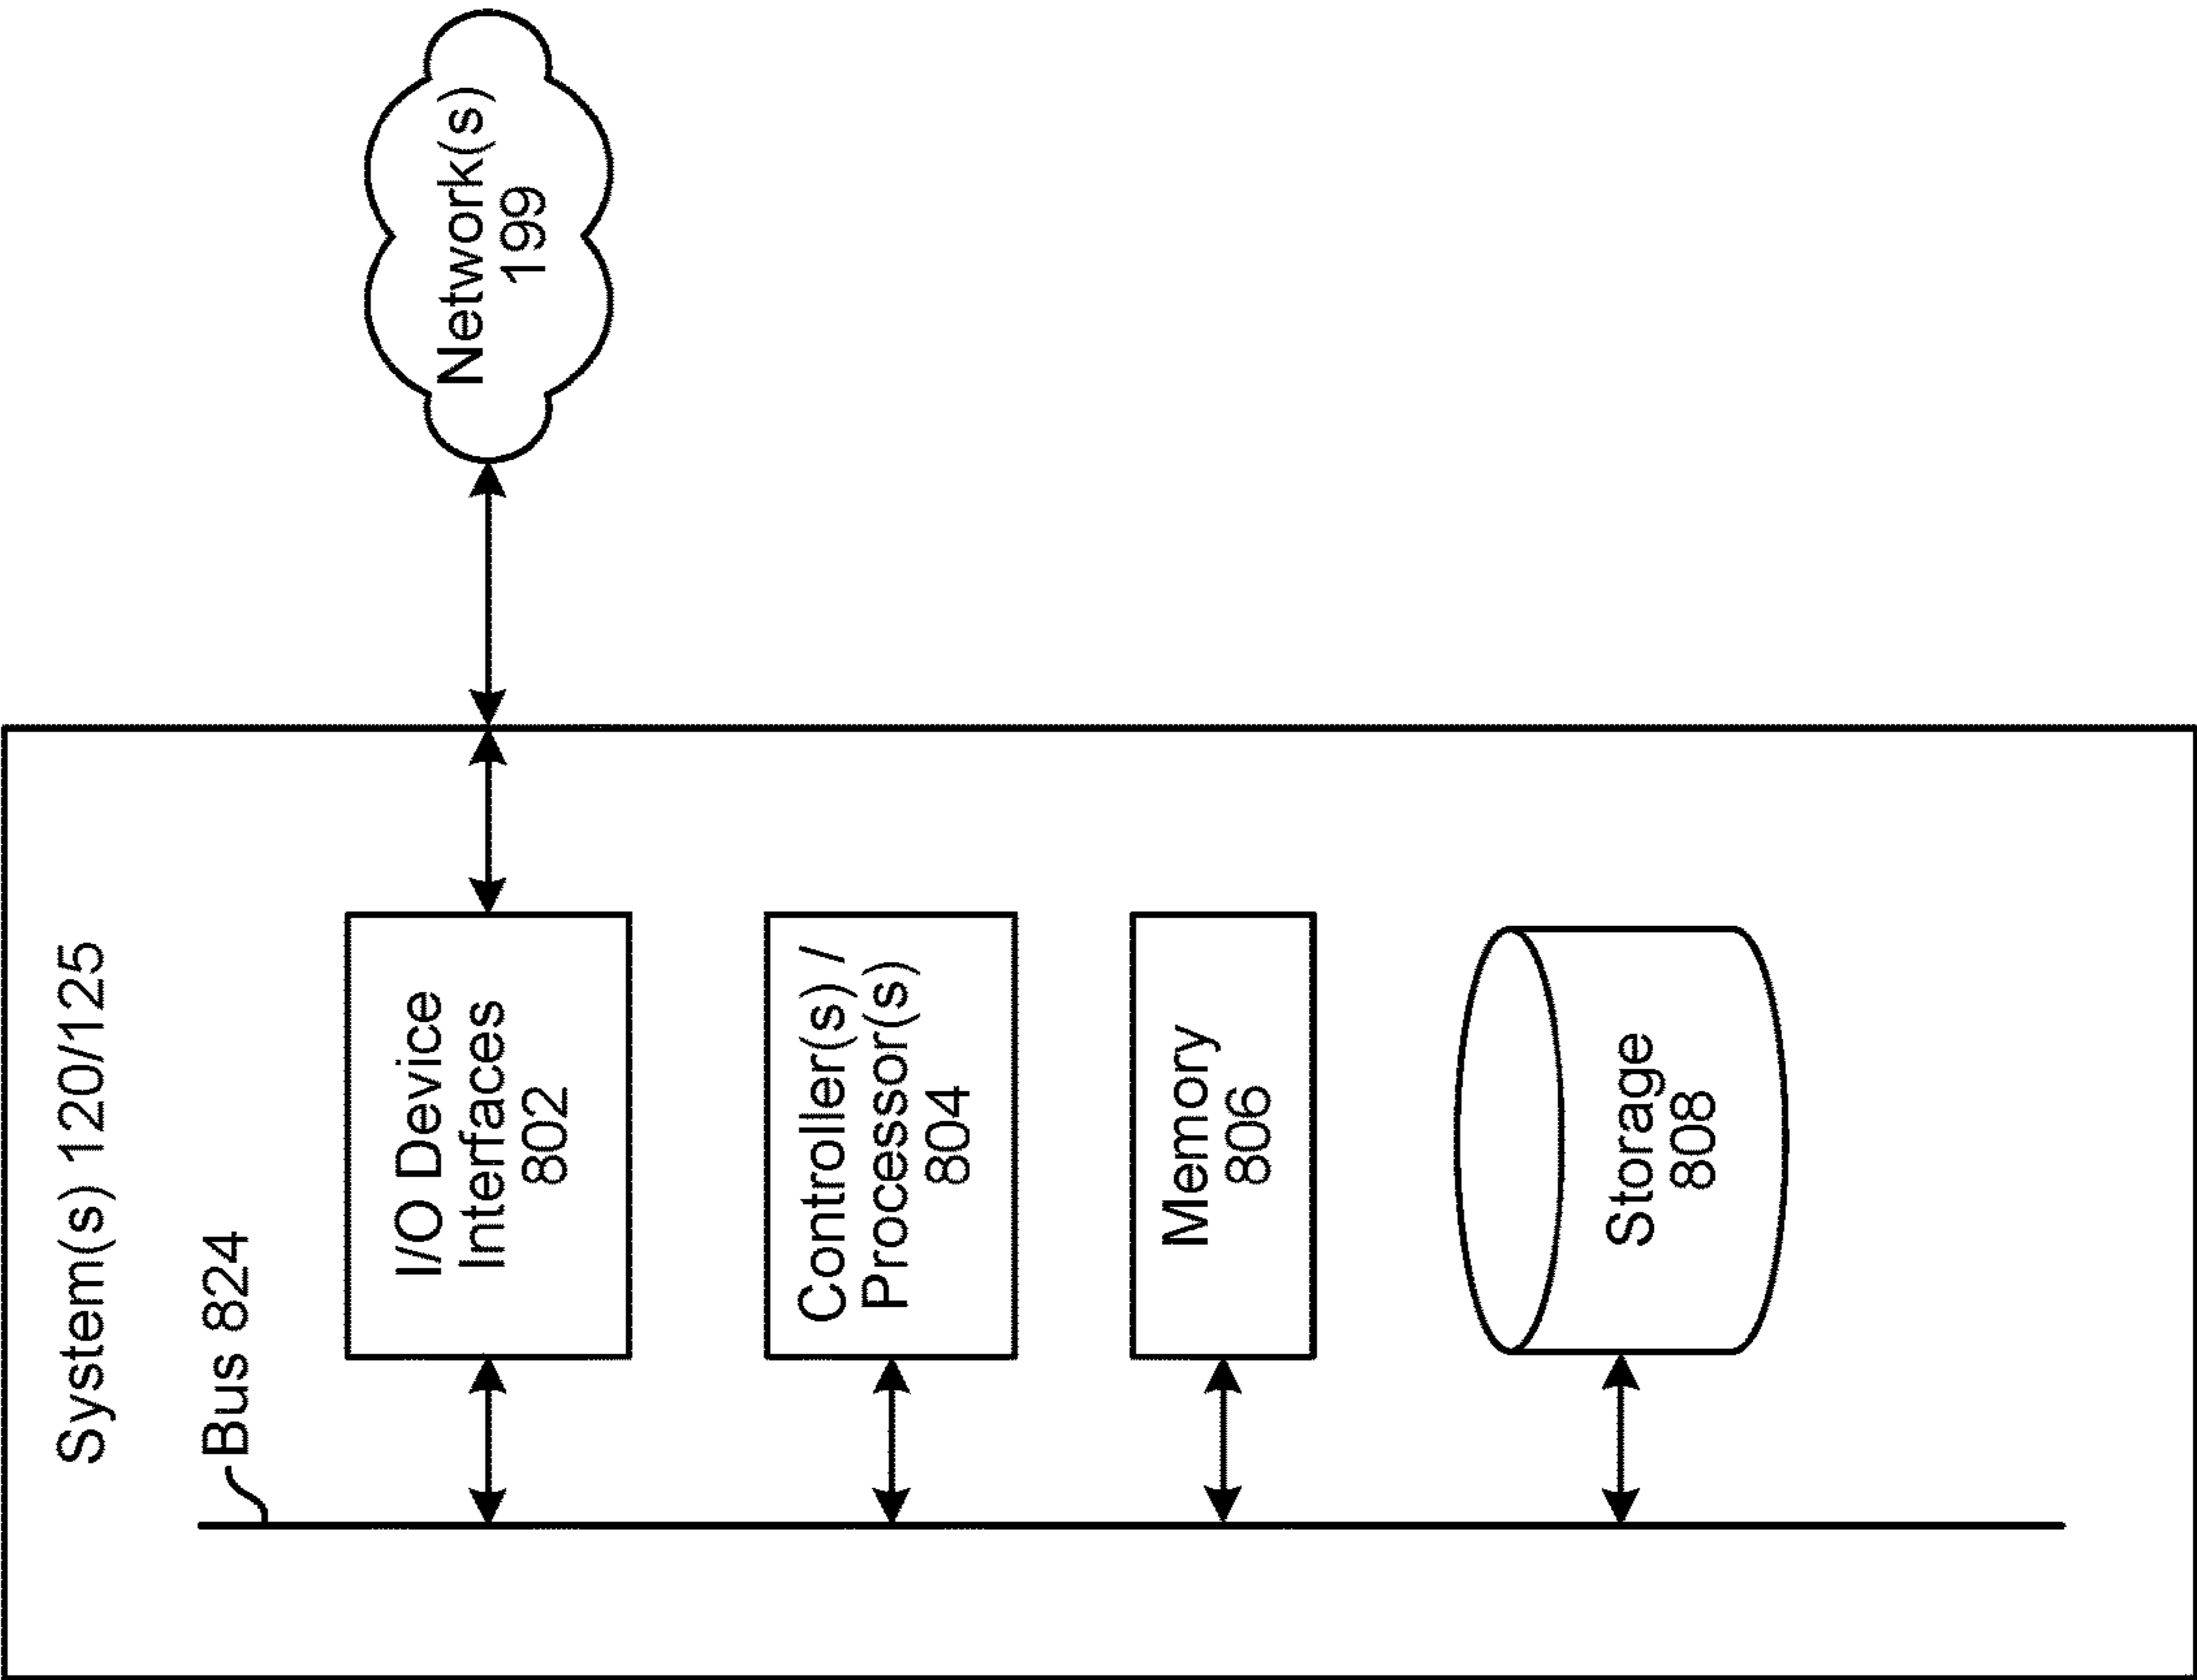 System(s) 120/125
Bus 824
I/O Device
Interfaces
802
Controller(s) /
Processor(s)
804
Memory
806
Storage
808
Network(s)
199